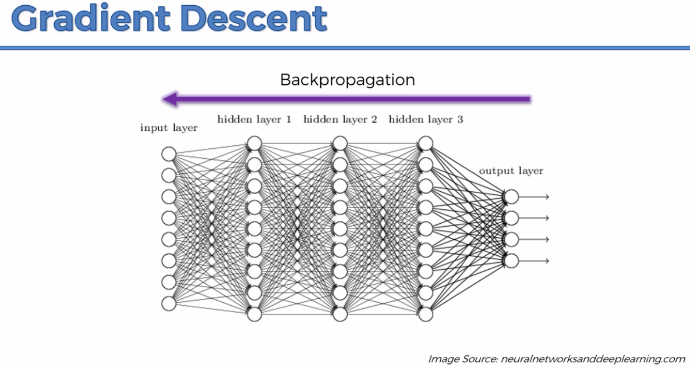 Gradient Descent
Backpropagation
hidden layer 1 hidden layer 2 hidden layer 3
input layer
output layer
Image Source: neuralnetworksanddeeplearning.com